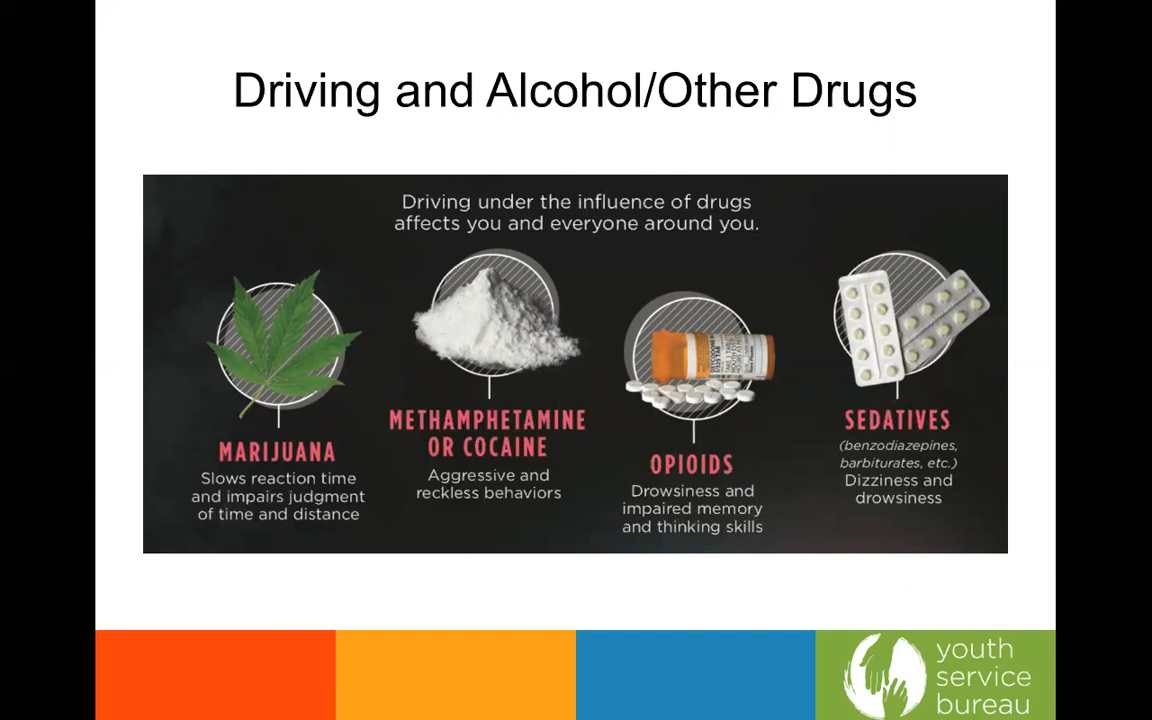 Driving and Alcohol/Other Drugs
Driving under the influence of drugs
affects you and everyone around you.
MARIJUANA
Slows reaction time
and impairs judgment
of time and distance
METHAMPHETAMINE
OR COCAINE
Aggressive and
reckless behaviors
OPIOIDS
Drowsiness and
impaired memory
and thinking skills
SEDATIVES
(benzodiazepines,
barbiturates, etc.)
Dizziness and
drowsiness
youth
service
bureau